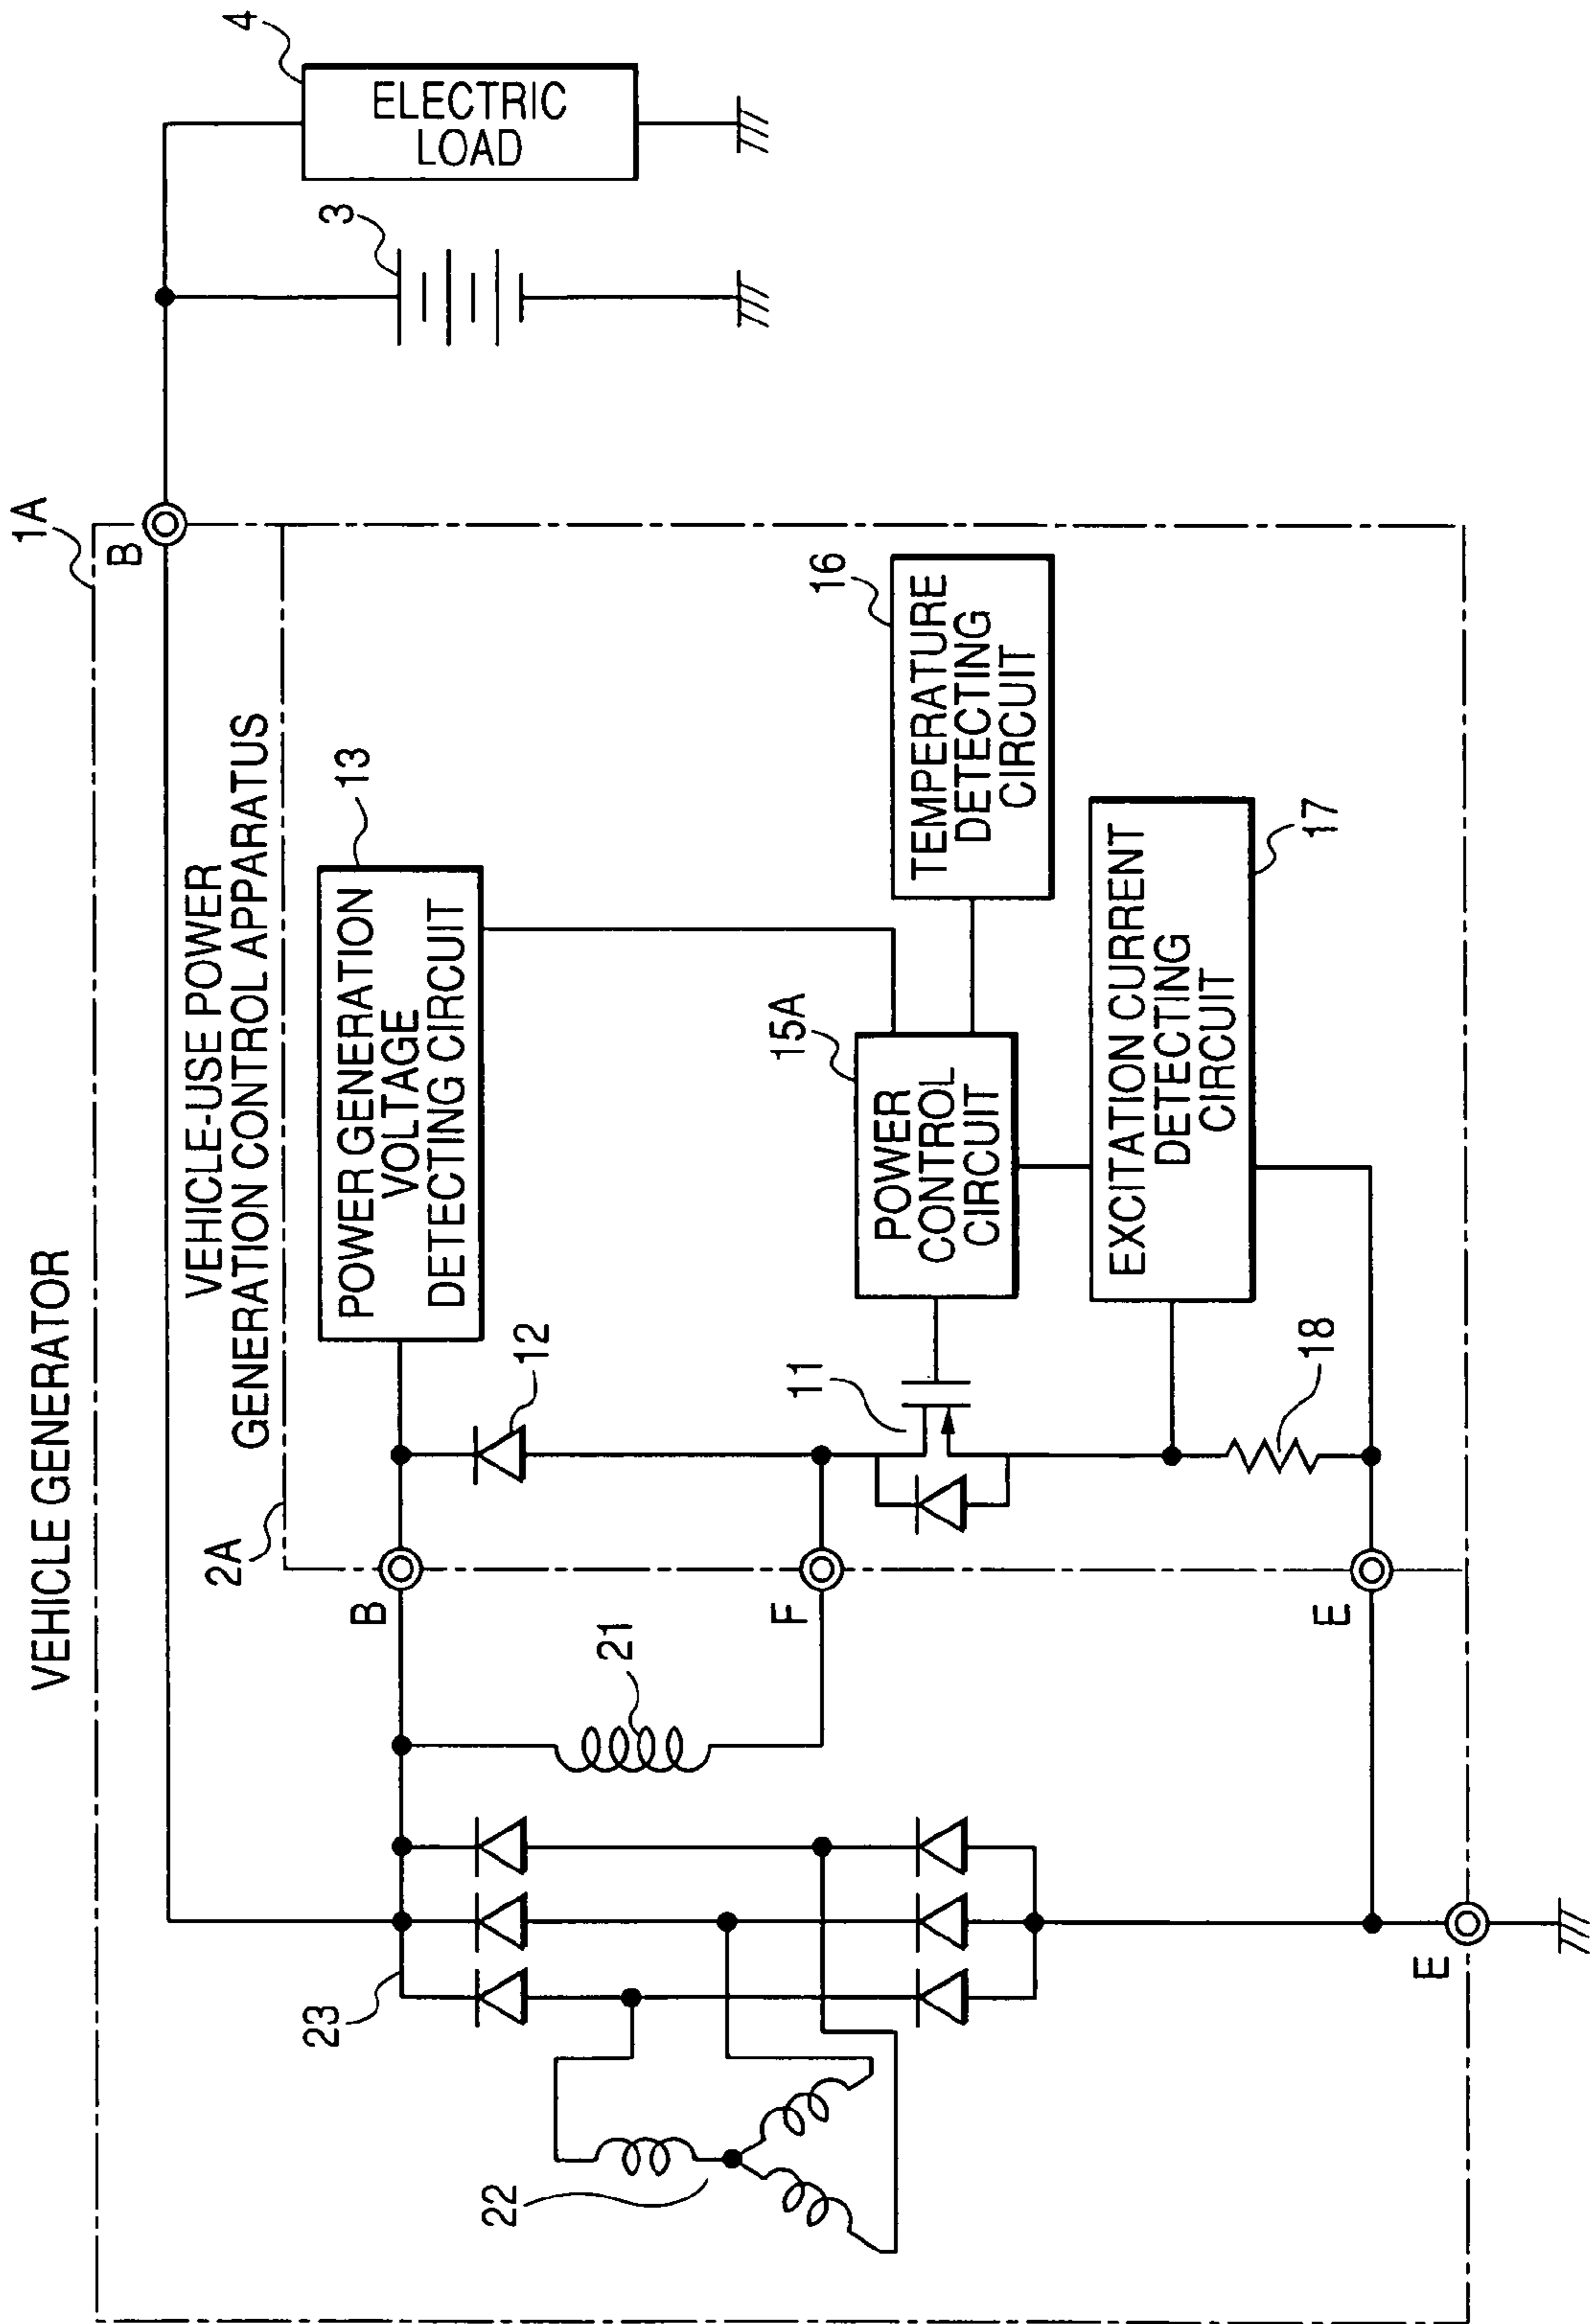 VEHICLE GENERATOR
1A
B
VEHICLE-USE POWER
GENERATION CONTROL APPARATUS
2A
4
ELECTRIC
LOAD
3
23
B
21
12
POWER GENERATION
VOLTAGE
DETECTING CIRCUIT
13
22
F
11
POWER
CONTROL
CIRCUIT
15A
TEMPERATURE
DETECTING
CIRCUIT
16
EXCITATION CURRENT
DETECTING
CIRCUIT
17
18
E
E